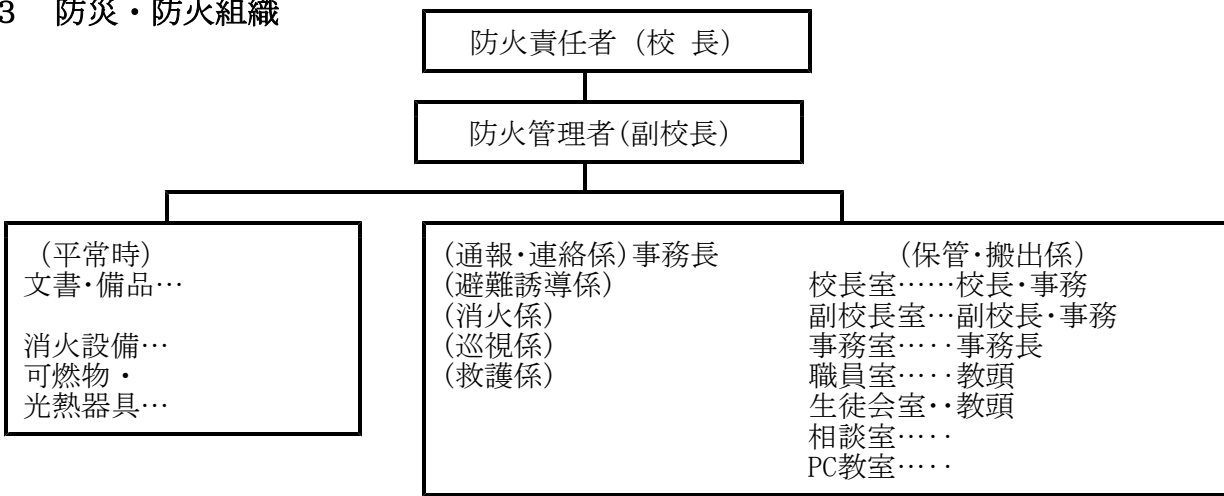 3 防災・防火組織
防火責任者（校 長）
防火管理者(副校長)
(平常時)
文書･備品…
消火設備…
可燃物・
光熱器具…
(通報･連絡係)事務長
(避難誘導係)
(消火係)
(巡視係)
(救護係)
(保管･搬出係)
校長室……校長･事務
副校長室…副校長･事務
事務室‥‥･事務長
職員室‥‥･教頭
生徒会室‥教頭
相談室‥‥･
PC教室‥‥･